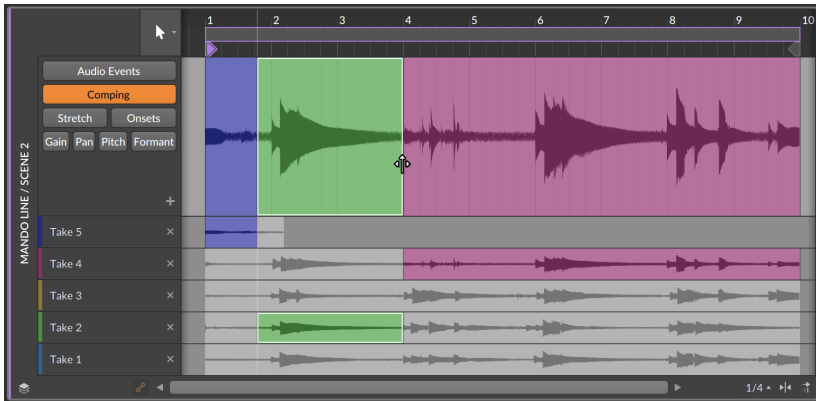 1 2 3 4 5 6 7 8 9 10
Audio Events
Comping
Stretch Onsets
Gain Pan Pitch Formant
+
MANDO LINE / SCENE 2
Take 5 ×
Take 4 ×
Take 3 ×
Take 2 ×
Take 1 ×
1/4